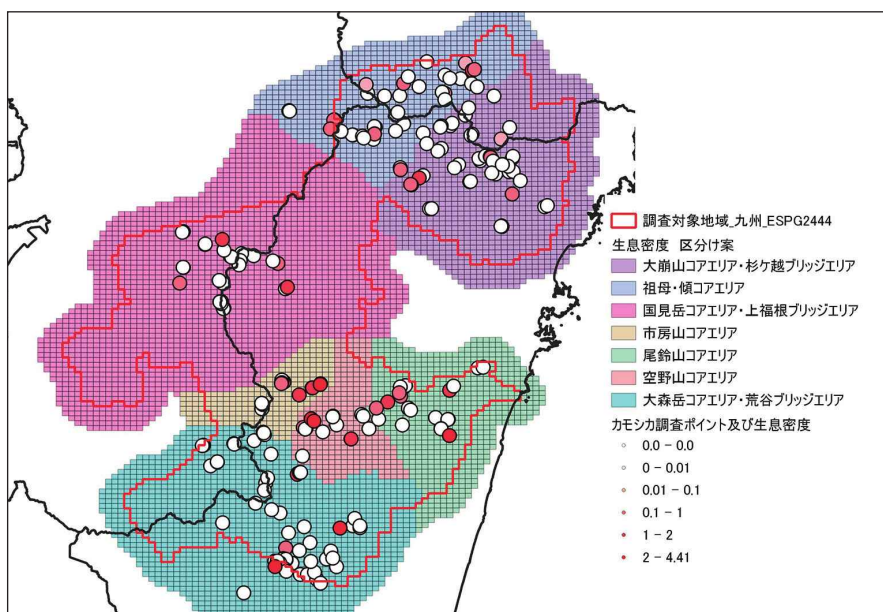 調査対象地域_九州_ESPG2444
生息密度 区分け案
大崩山コアエリア・杉ケ越ブリッジエリア
祖母・傾コアエリア
国見岳コアエリア・上福根ブリッジエリア
市房山コアエリア
尾鈴山コアエリア
空野山コアエリア
大森岳コアエリア・荒谷ブリッジエリア
カモシカ調査ポイント及び生息密度
0.0 - 0.0
0 - 0.01
0.01 - 0.1
0.1 - 1
1 - 2
2 - 4.41